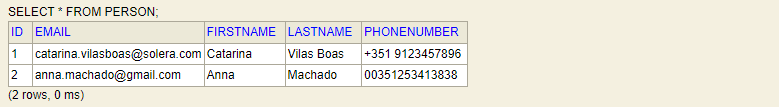 SELECT * FROM PERSON;
ID EMAIL FIRSTNAME LASTNAME PHONENUMBER
1 catarina.vilasboas@solera.com Catarina Vilas Boas +351 9123457896
2 anna.machado@gmail.com Anna Machado 00351253413838
(2 rows, 0 ms)